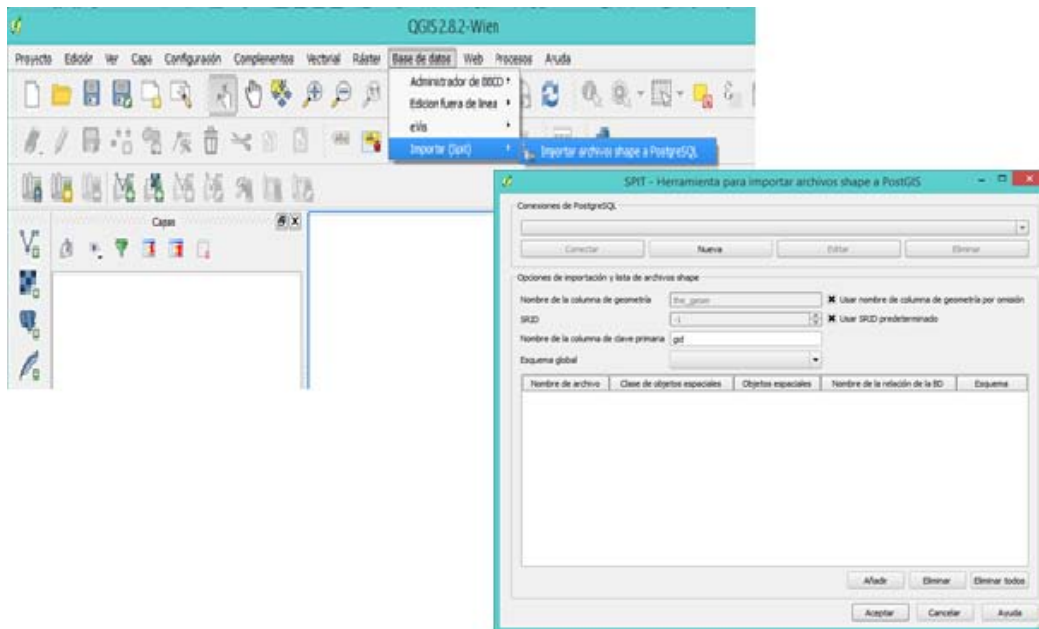 QGIS 2.8.2-Wien
Proyecto Edición Ver Capa Configuración Complementos Vectorial Ráster Base de datos Web Procesos Ayuda
Administrador de BBDD
Edicion fuera de linea
eVis
Importar (Spit)
Importar archivos shape a PostgreSQL
Capas
SPIT - Herramienta para importar archivos shape a PostGIS
Conexiones de PostgreSQL
Conectar Nueva Editar Eliminar
Opciones de importación y lista de archivos shape
Nombre de la columna de geometría the_geom Usar nombre de columna de geometría por omisión
SRID -1 Usar SRID predeterminado
Nombre de la columna de clave primaria gid
Esquema global
Nombre de archivo Clase de objetos espaciales Objetos espaciales Nombre de la relación de la BD Esquema
Añadir Eliminar Eliminar todos
Aceptar Cancelar Ayuda